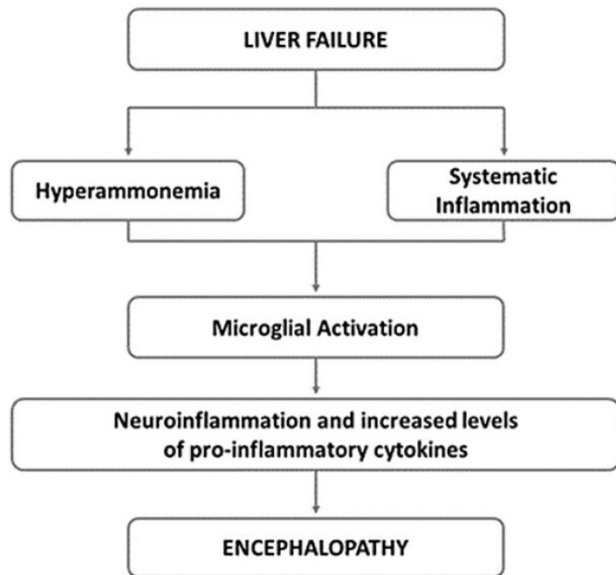 LIVER FAILURE
Hyperammonemia
Systematic
Inflammation
Microglial Activation
Neuroinflammation and increased levels
of pro-inflammatory cytokines
ENCEPHALOPATHY